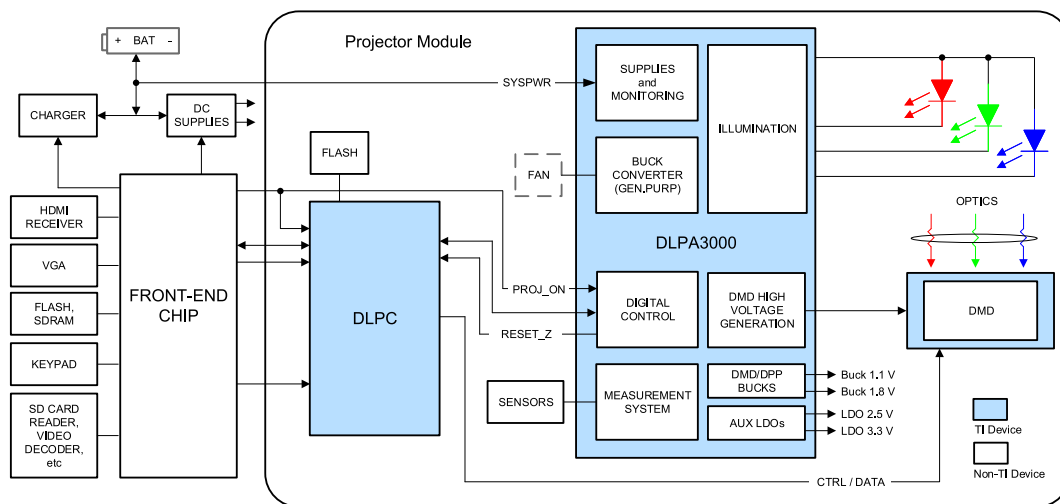 + BAT -
Projector Module
CHARGER
DC
SUPPLIES
SYSPWR
SUPPLIES
and
MONITORING
ILLUMINATION
FLASH
FAN
BUCK
CONVERTER
(GEN.PURP)
HDMI
RECEIVER
VGA
FLASH,
SDRAM
KEYPAD
SD CARD
READER,
VIDEO
DECODER,
etc
FRONT-END
CHIP
DLPC
DLPA3000
OPTICS
PROJ_ON
RESET_Z
DIGITAL
CONTROL
DMD HIGH
VOLTAGE
GENERATION
DMD
SENSORS
MEASUREMENT
SYSTEM
DMD/DPP
BUCKS
Buck 1.1 V
Buck 1.8 V
AUX LDOs
LDO 2.5 V
LDO 3.3 V
CTRL / DATA
TI Device
Non-TI Device